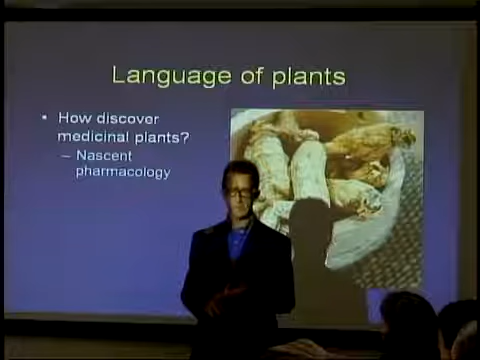 Language of plants
• How discover
medicinal plants?
– Nascent
pharmacology